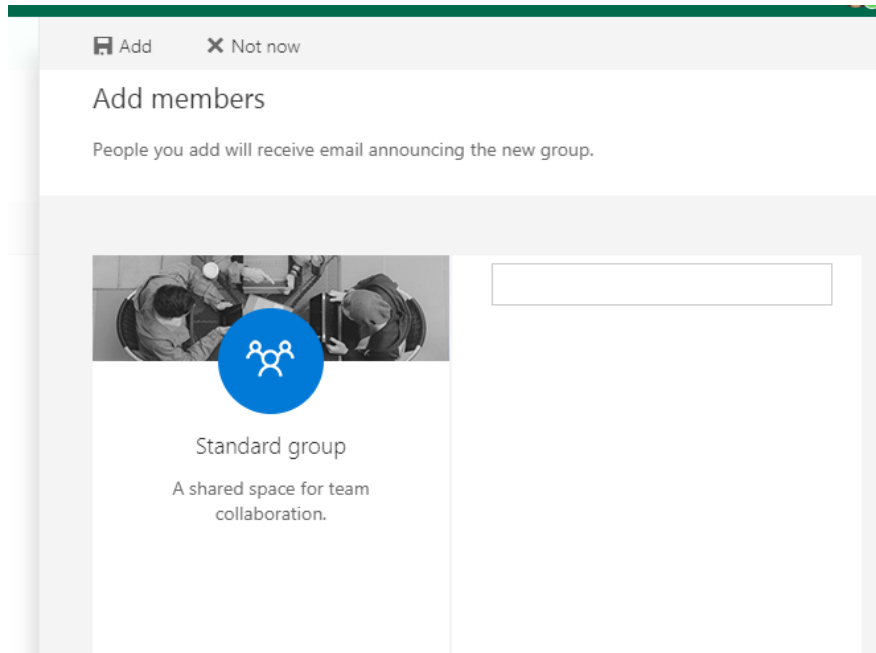 Add
Not now
Add members
People you add will receive email announcing the new group.
Standard group
A shared space for team
collaboration.